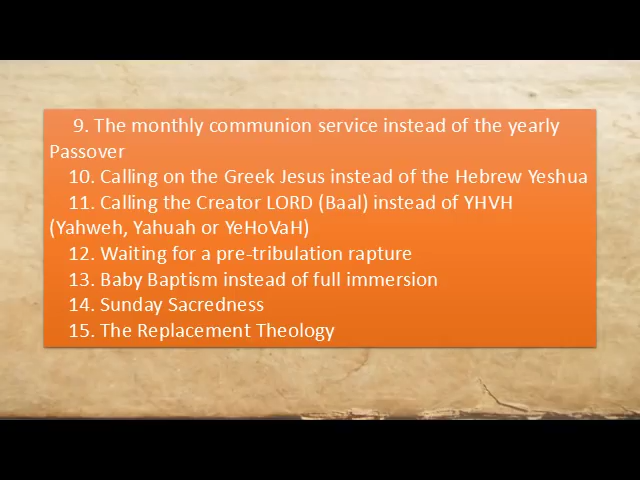 9. The monthly communion service instead of the yearly
Passover
10. Calling on the Greek Jesus instead of the Hebrew Yeshua
11. Calling the Creator LORD (Baal) instead of YHVH
(Yahweh, Yahuah or YeHoVaH)
12. Waiting for a pre-tribulation rapture
13. Baby Baptism instead of full immersion
14. Sunday Sacredness
15. The Replacement Theology